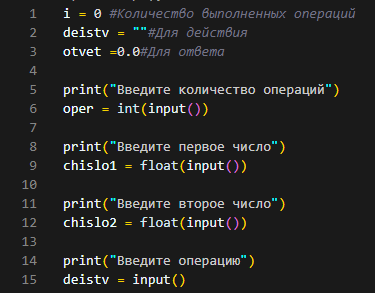 1 i = 0 #Количество выполненных операций
2 deistv = ""#Для действия
3 otvet =0.0#Для ответа
4
5 print("Введите количество операций")
6 oper = int(input())
7
8 print("Введите первое число")
9 chislo1 = float(input())
10
11 print("Введите второе число")
12 chislo2 = float(input())
13
14 print("Введите операцию")
15 deistv = input()